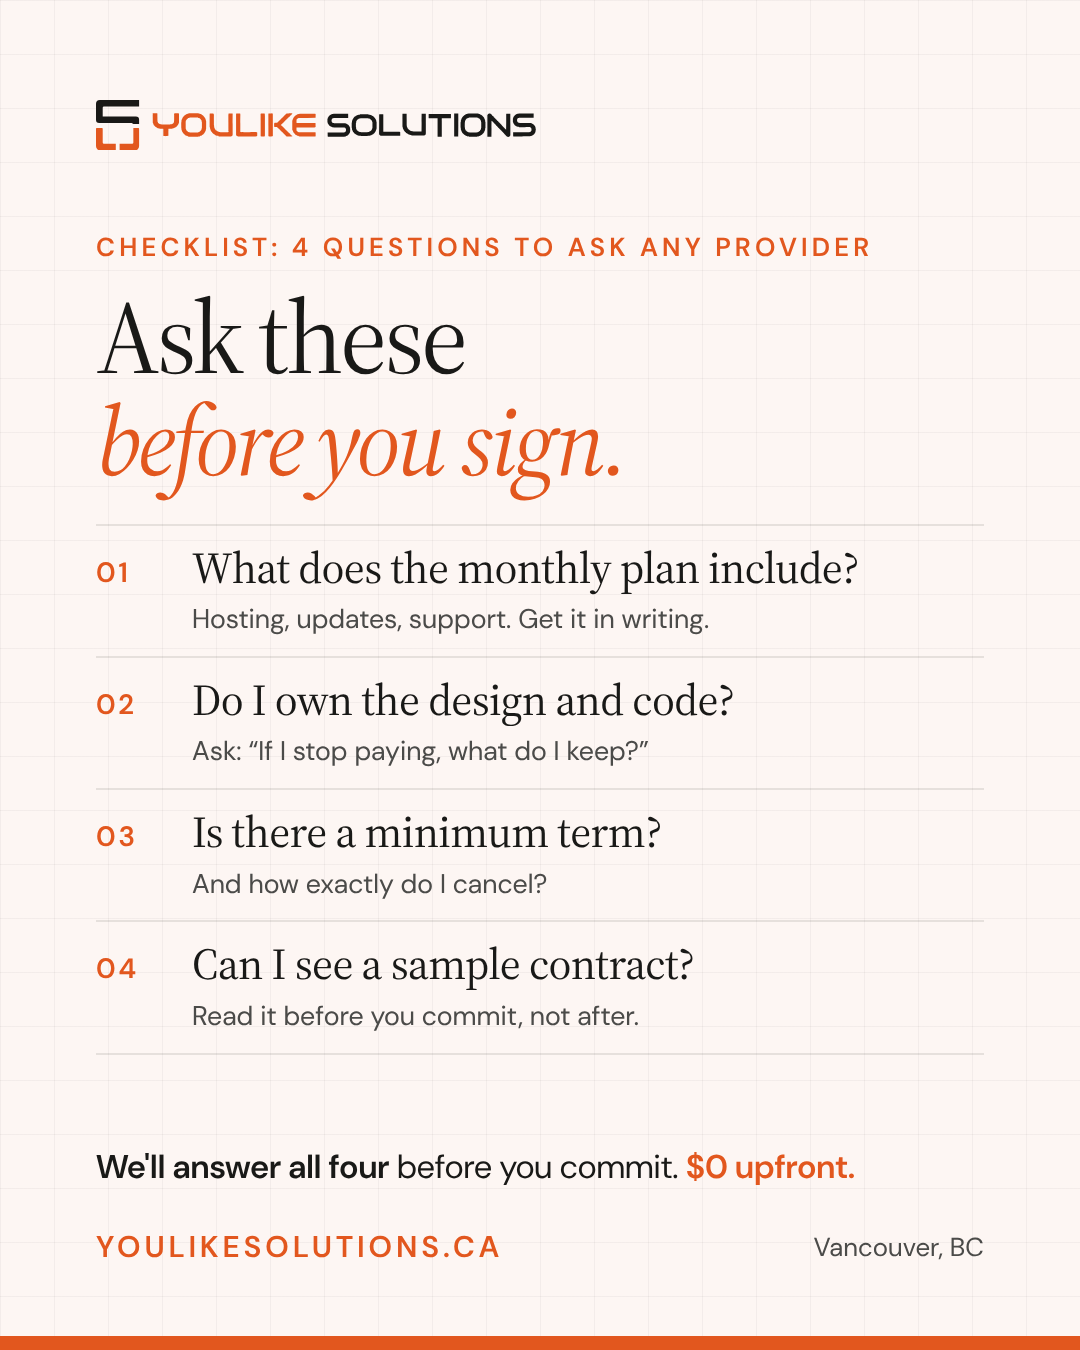 YOULIKE SOLUTIONS
CHECKLIST: 4 QUESTIONS TO ASK ANY PROVIDER
Ask these
before you sign.
01 What does the monthly plan include?
Hosting, updates, support. Get it in writing.
02 Do I own the design and code?
Ask: “If I stop paying, what do I keep?”
03 Is there a minimum term?
And how exactly do I cancel?
04 Can I see a sample contract?
Read it before you commit, not after.
We'll answer all four before you commit. $0 upfront.
YOULIKESOLUTIONS.CA Vancouver, BC